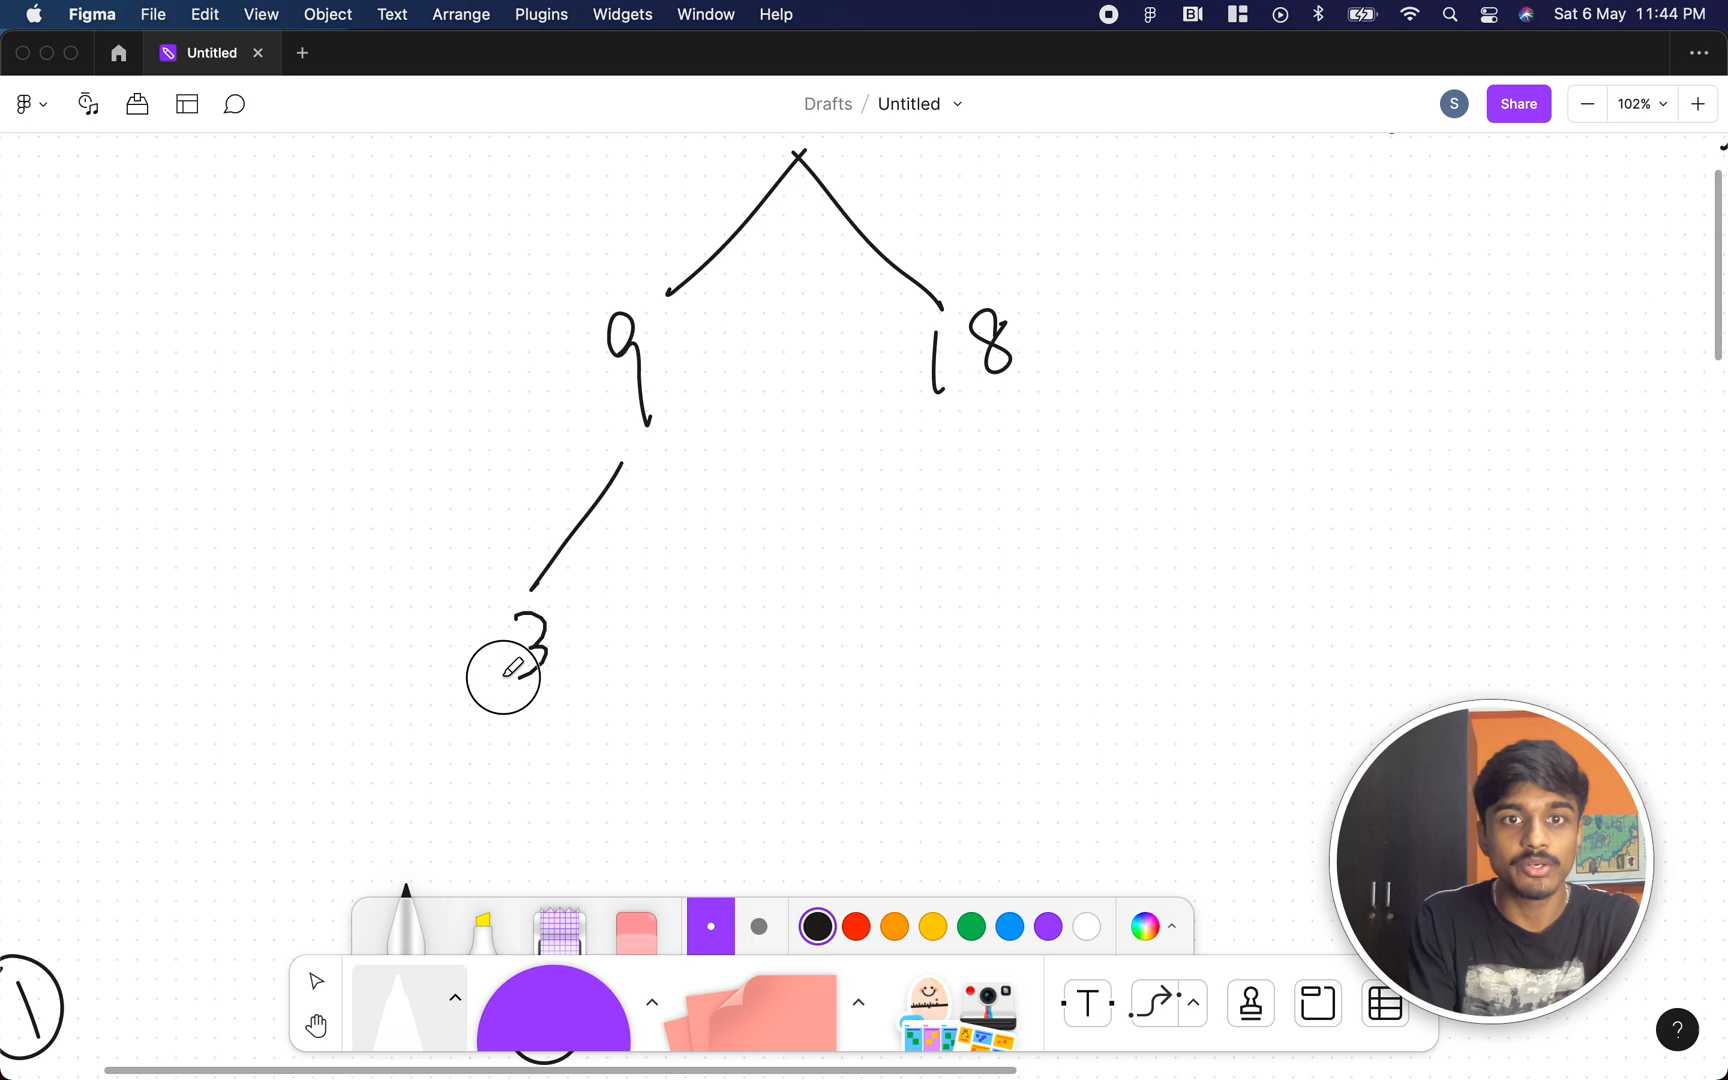 Figma File Edit View Object Text Arrange Plugins Widgets Window Help Sat 6 May 11:44 PM
Untitled
Drafts / Untitled
S
Share
102%
9
18
3
1
T
?